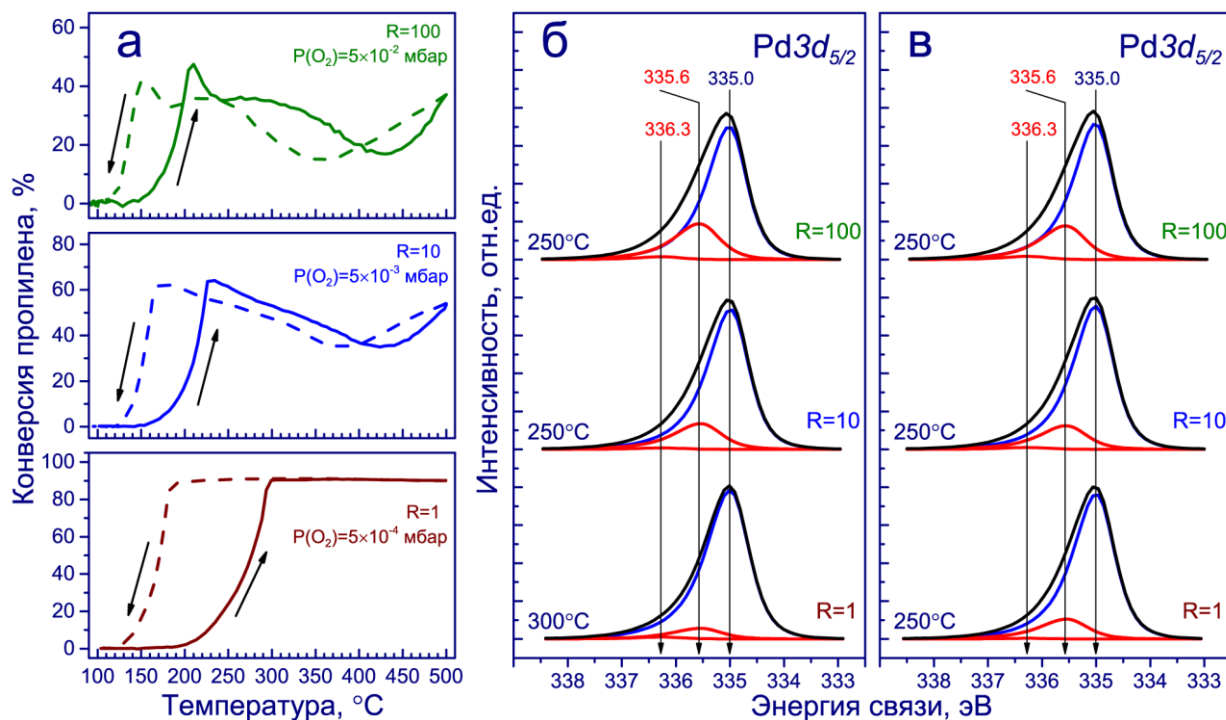 а
R=100
P(O₂)=5×10⁻² мбар
60
40
20
0
R=10
P(O₂)=5×10⁻³ мбар
80
60
40
20
0
R=1
P(O₂)=5×10⁻⁴ мбар
100
80
60
40
20
0
100 150 200 250 300 350 400 450 500
Температура, °C
Конверсия пропилена, %
б
Pd3d5/2
335.6
335.0
336.3
250°C
R=100
250°C
R=10
300°C
R=1
338 337 336 335 334 333
Интенсивность, отн.ед.
в
Pd3d5/2
335.6
335.0
336.3
250°C
R=100
250°C
R=10
250°C
R=1
338 337 336 335 334 333
Энергия связи, эВ